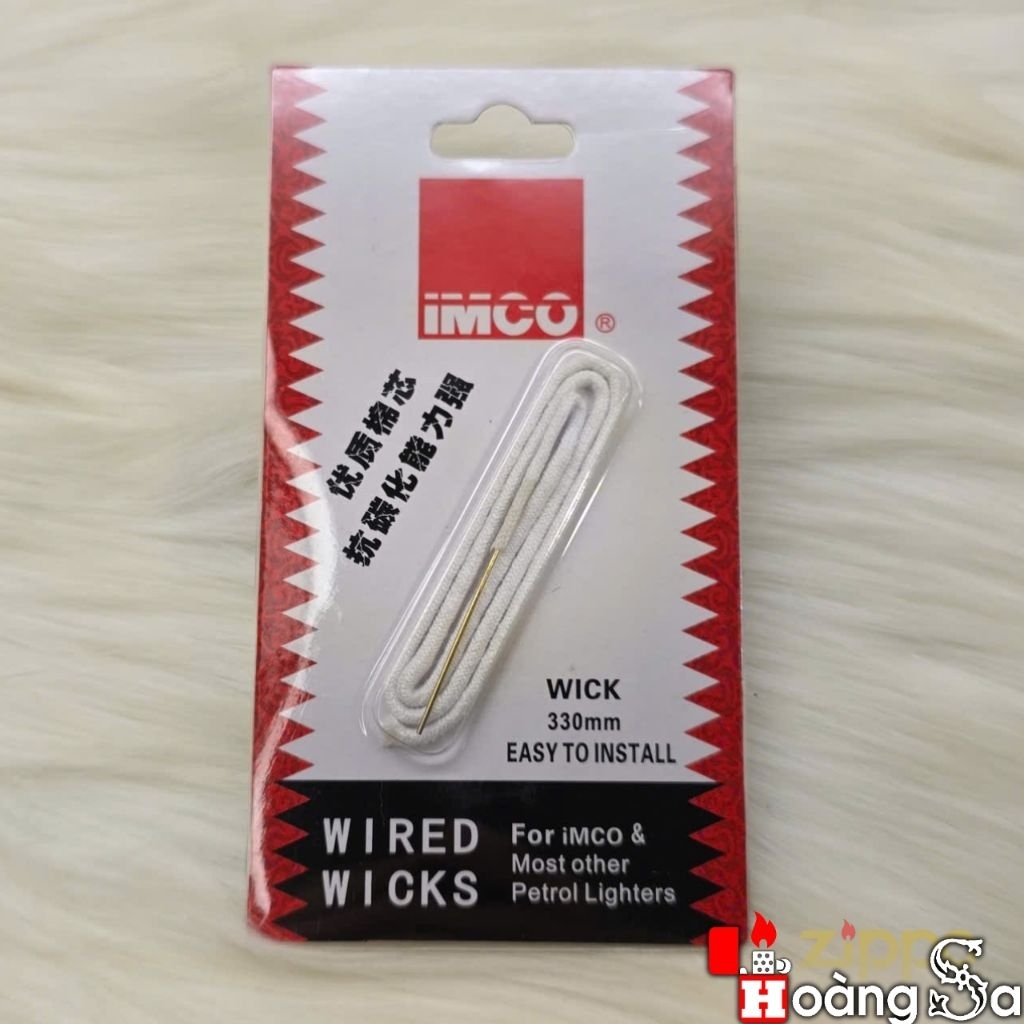 iMCO ®
优质棉芯
抗碳化能力强
WICK
330mm
EASY TO INSTALL
WIRED
WICKS
For iMCO &
Most other
Petrol Lighters
zippo
Hoàng Sa